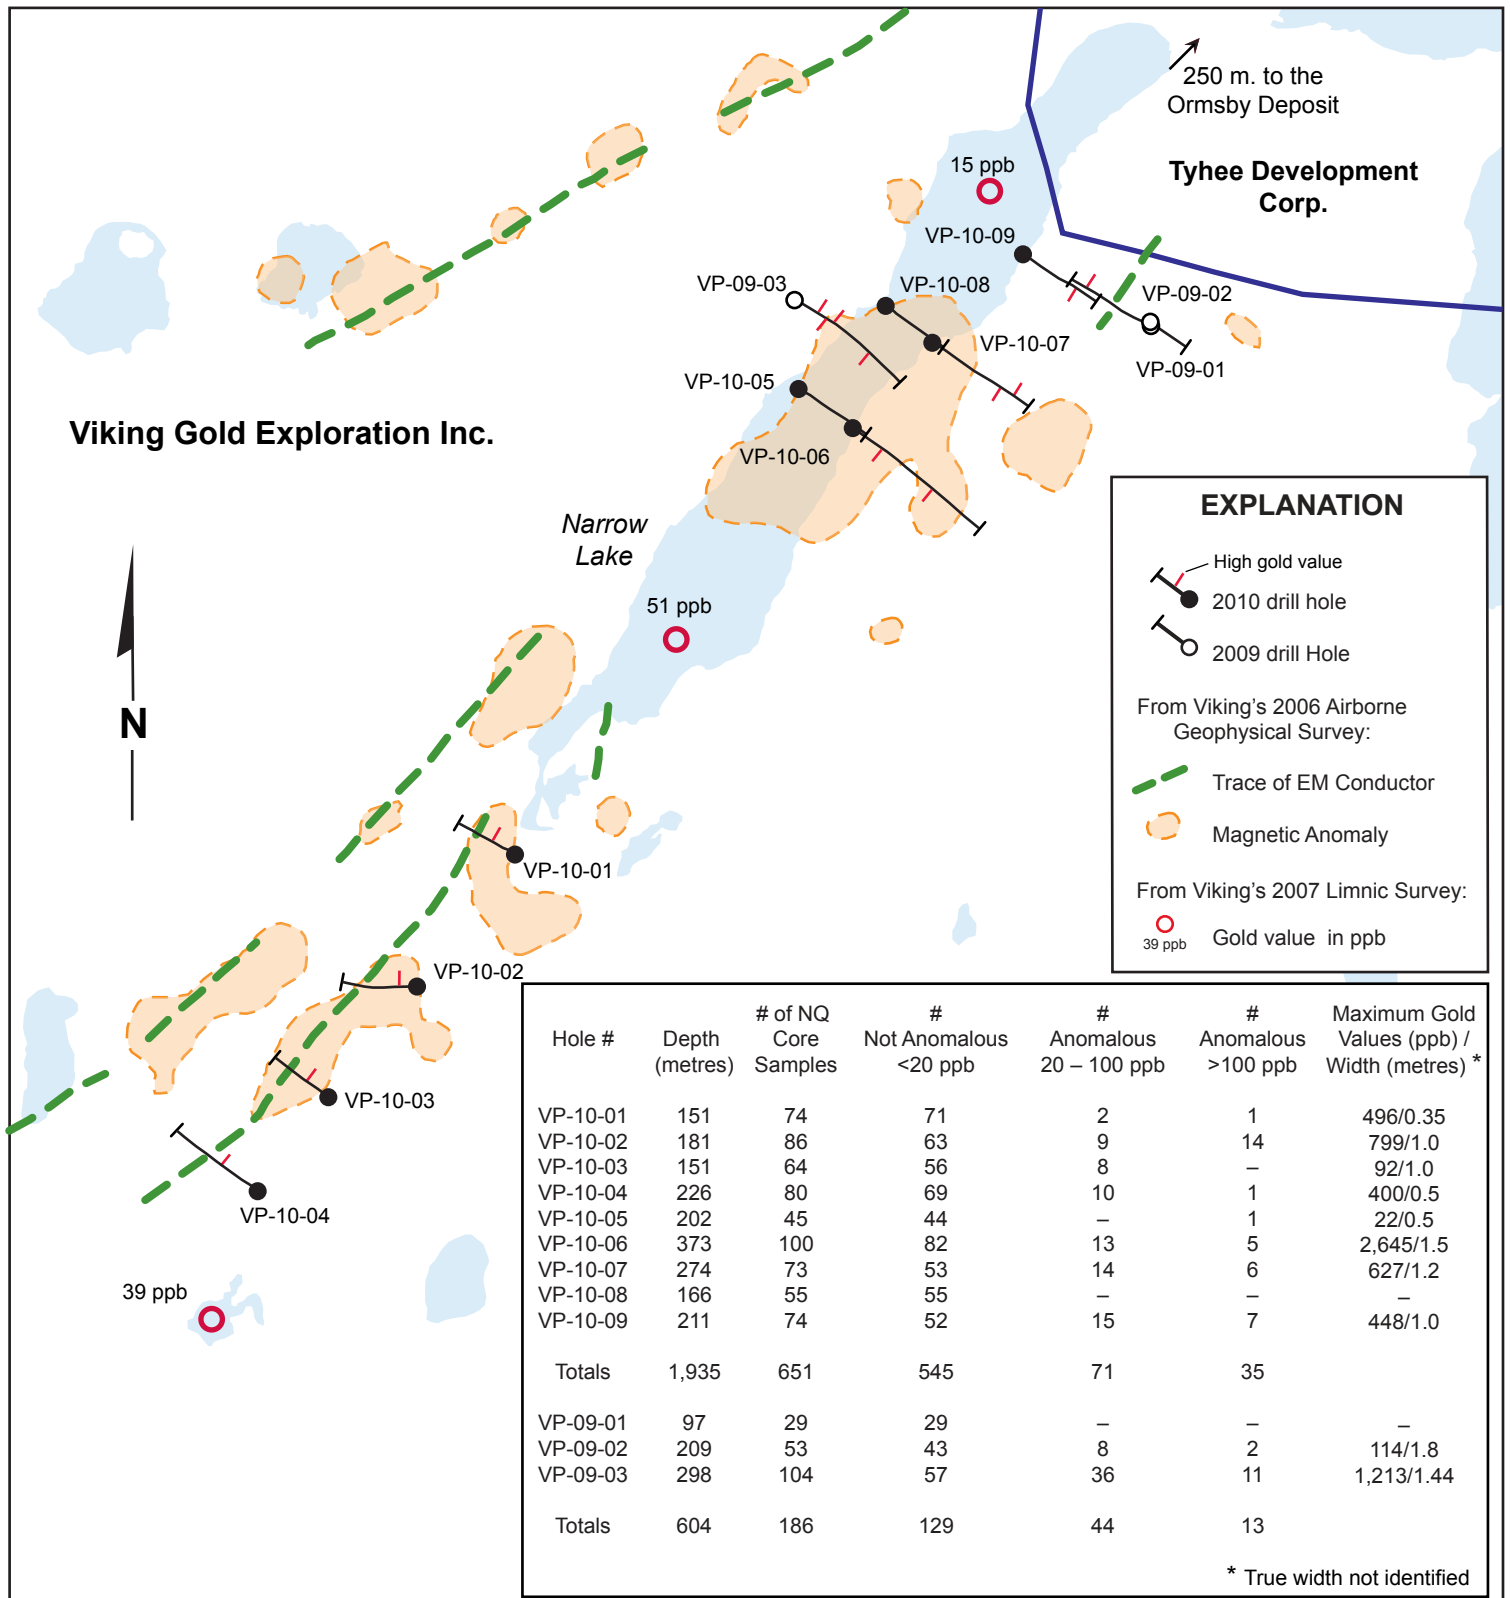 250 m. to the
Ormsby Deposit
15 ppb
Tyhee Development
Corp.
VP-10-09
VP-09-03
VP-10-08
VP-09-02
VP-10-07
VP-09-01
VP-10-05
Viking Gold Exploration Inc.
VP-10-06
Narrow
Lake
51 ppb
N
VP-10-01
VP-10-02
VP-10-03
VP-10-04
39 ppb
EXPLANATION
High gold value
2010 drill hole
2009 drill Hole
From Viking's 2006 Airborne
Geophysical Survey:
Trace of EM Conductor
Magnetic Anomaly
From Viking's 2007 Limnic Survey:
39 ppb Gold value in ppb
# of NQ # # # Maximum Gold
Hole # Depth Core Not Anomalous Anomalous Anomalous Values (ppb) /
(metres) Samples <20 ppb 20 – 100 ppb >100 ppb Width (metres) *
VP-10-01 151 74 71 2 1 496/0.35
VP-10-02 181 86 63 9 14 799/1.0
VP-10-03 151 64 56 8 – 92/1.0
VP-10-04 226 80 69 10 1 400/0.5
VP-10-05 202 45 44 – 1 22/0.5
VP-10-06 373 100 82 13 5 2,645/1.5
VP-10-07 274 73 53 14 6 627/1.2
VP-10-08 166 55 55 – – –
VP-10-09 211 74 52 15 7 448/1.0
Totals 1,935 651 545 71 35
VP-09-01 97 29 29 – – –
VP-09-02 209 53 43 8 2 114/1.8
VP-09-03 298 104 57 36 11 1,213/1.44
Totals 604 186 129 44 13
* True width not identified